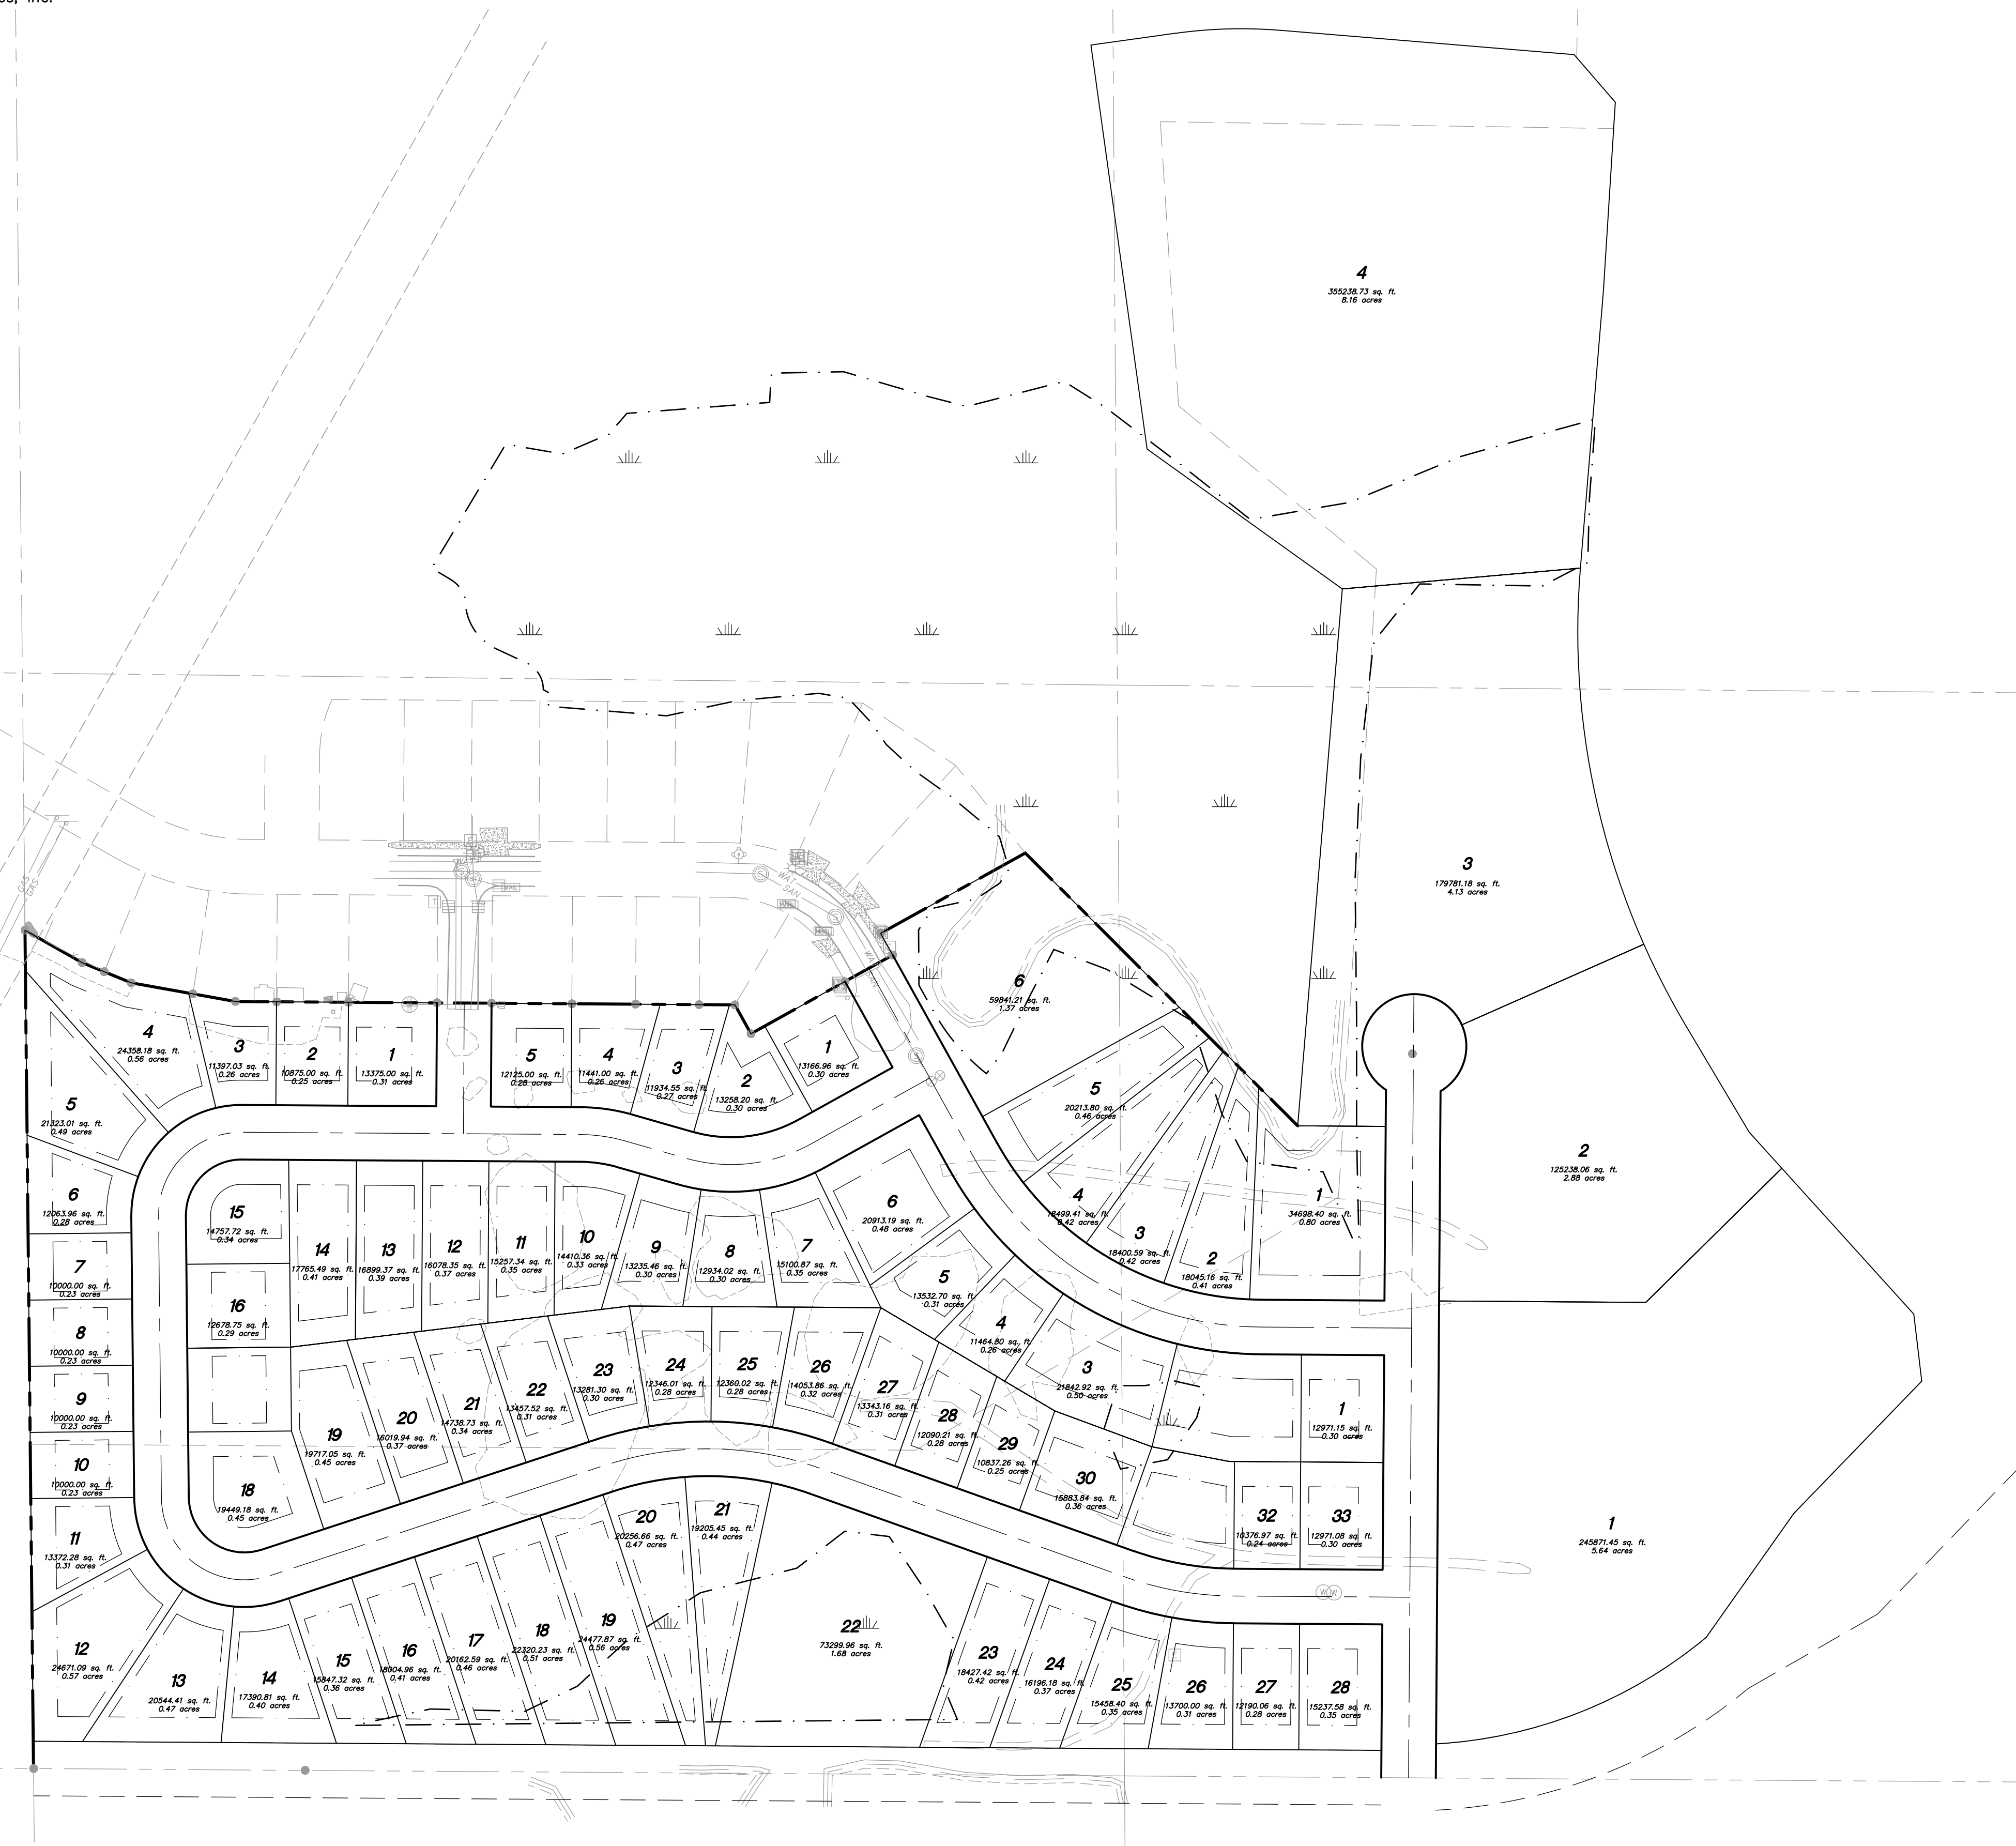 4
355238.73 sq. ft.
8.16 acres
3
179781.18 sq. ft.
4.13 acres
2
125238.06 sq. ft.
2.88 acres
1
245871.45 sq. ft.
5.64 acres
GAS
GAS
WAT
SAN
WAT
SAN
4
24358.18 sq. ft.
0.56 acres
3
11397.03 sq. ft.
0.26 acres
2
10875.00 sq. ft.
0.25 acres
1
13375.00 sq. ft.
0.31 acres
5
12125.00 sq. ft.
0.28 acres
4
11441.00 sq. ft.
0.26 acres
3
11934.55 sq. ft.
0.27 acres
2
13258.20 sq. ft.
0.30 acres
1
13166.96 sq. ft.
0.30 acres
6
59841.21 sq. ft.
1.37 acres
5
20213.80 sq. ft.
0.46 acres
4
18499.41 sq. ft.
0.42 acres
3
18400.59 sq. ft.
0.42 acres
2
18045.16 sq. ft.
0.41 acres
1
34698.40 sq. ft.
0.80 acres
5
21323.01 sq. ft.
0.49 acres
6
12063.96 sq. ft.
0.28 acres
7
10000.00 sq. ft.
0.23 acres
8
10000.00 sq. ft.
0.23 acres
9
10000.00 sq. ft.
0.23 acres
10
10000.00 sq. ft.
0.23 acres
11
13372.28 sq. ft.
0.31 acres
12
24671.09 sq. ft.
0.57 acres
13
20544.41 sq. ft.
0.47 acres
14
17390.81 sq. ft.
0.40 acres
15
15847.32 sq. ft.
0.36 acres
16
18004.96 sq. ft.
0.41 acres
17
20162.59 sq. ft.
0.46 acres
18
22320.23 sq. ft.
0.51 acres
19
24477.87 sq. ft.
0.56 acres
20
20256.66 sq. ft.
0.47 acres
21
19205.45 sq. ft.
0.44 acres
22
73299.96 sq. ft.
1.68 acres
23
18427.42 sq. ft.
0.42 acres
24
16196.18 sq. ft.
0.37 acres
25
15458.40 sq. ft.
0.35 acres
26
13700.00 sq. ft.
0.31 acres
27
12190.06 sq. ft.
0.28 acres
28
15237.58 sq. ft.
0.35 acres
15
14757.72 sq. ft.
0.34 acres
14
17765.49 sq. ft.
0.41 acres
13
16899.37 sq. ft.
0.39 acres
12
16078.35 sq. ft.
0.37 acres
11
15257.34 sq. ft.
0.35 acres
10
14410.36 sq. ft.
0.33 acres
9
13235.46 sq. ft.
0.30 acres
8
12934.02 sq. ft.
0.30 acres
7
15100.87 sq. ft.
0.35 acres
6
20913.19 sq. ft.
0.48 acres
5
13532.70 sq. ft.
0.31 acres
4
11464.80 sq. ft.
0.26 acres
3
21842.92 sq. ft.
0.50 acres
1
12971.15 sq. ft.
0.30 acres
16
12678.75 sq. ft.
0.29 acres
18
19449.18 sq. ft.
0.45 acres
19
19717.05 sq. ft.
0.45 acres
20
16019.94 sq. ft.
0.37 acres
21
14738.73 sq. ft.
0.34 acres
22
13457.52 sq. ft.
0.31 acres
23
13281.30 sq. ft.
0.30 acres
24
12346.01 sq. ft.
0.28 acres
25
12360.02 sq. ft.
0.28 acres
26
14053.86 sq. ft.
0.32 acres
27
13343.16 sq. ft.
0.31 acres
28
12090.21 sq. ft.
0.28 acres
29
10837.26 sq. ft.
0.25 acres
30
15883.84 sq. ft.
0.36 acres
32
10376.97 sq. ft.
0.24 acres
33
12971.08 sq. ft.
0.30 acres